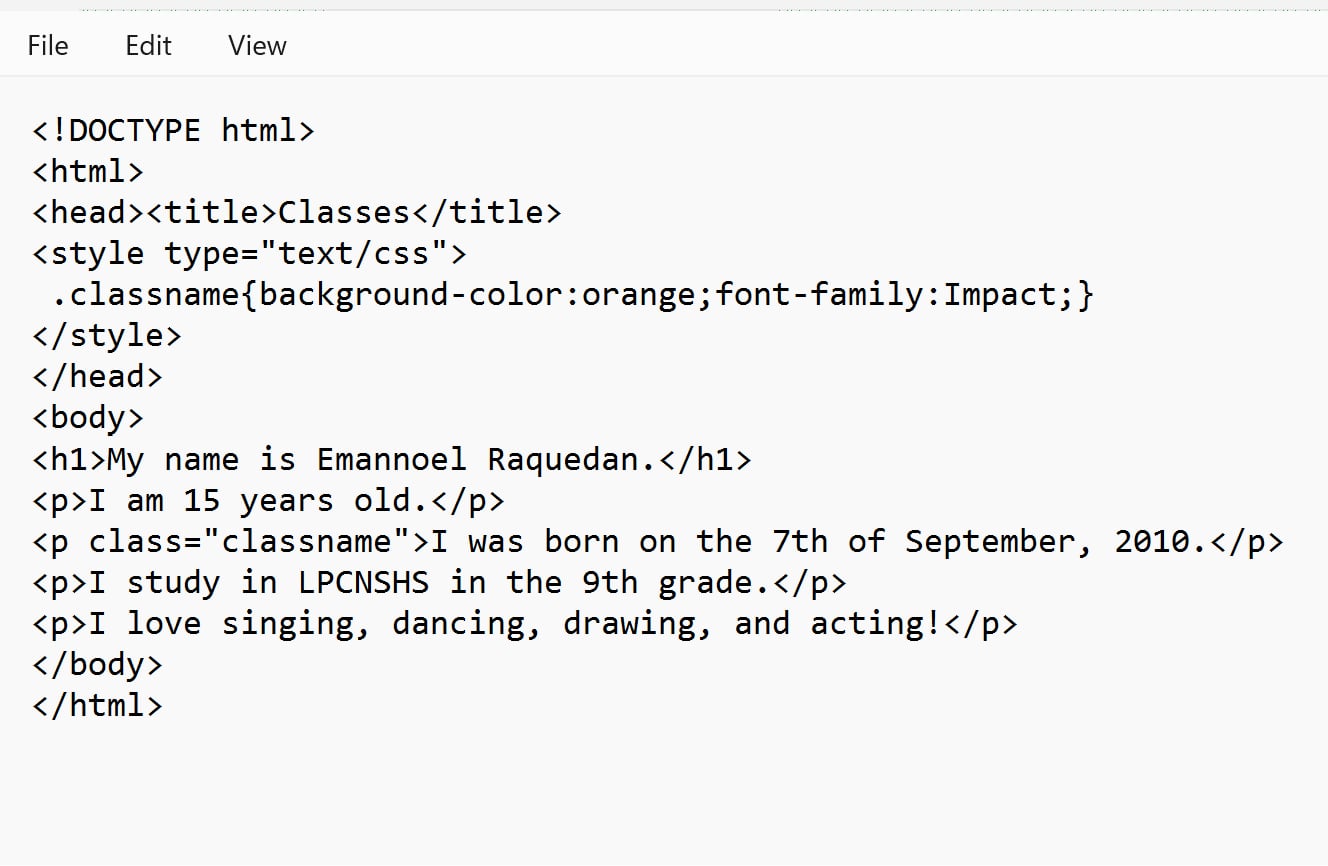 File Edit View
<!DOCTYPE html>
<html>
<head><title>Classes</title>
<style type="text/css">
 .classname{background-color:orange;font-family:Impact;}
</style>
</head>
<body>
<h1>My name is Emannoel Raquedan.</h1>
<p>I am 15 years old.</p>
<p class="classname">I was born on the 7th of September, 2010.</p>
<p>I study in LPCNSHS in the 9th grade.</p>
<p>I love singing, dancing, drawing, and acting!</p>
</body>
</html>